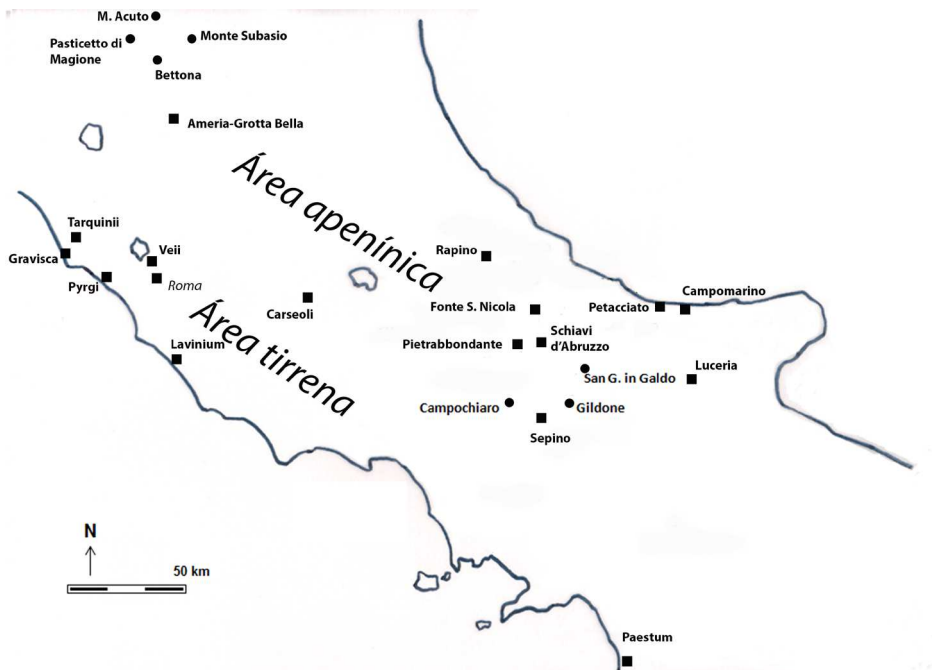 M. Acuto
Pasticetto di
Magione
Monte Subasio
Bettona
Ameria-Grotta Bella
Área apenínica
Tarquinii
Gravisca
Veii
Pyrgi
Roma
Rapino
Carseoli
Campomarino
Fonte S. Nicola
Petacciato
Área tirrena
Schiavi
d'Abruzzo
Pietrabbondante
Lavinium
Luceria
San G. in Galdo
Campochiaro
Gildone
Sepino
N
50 km
Paestum